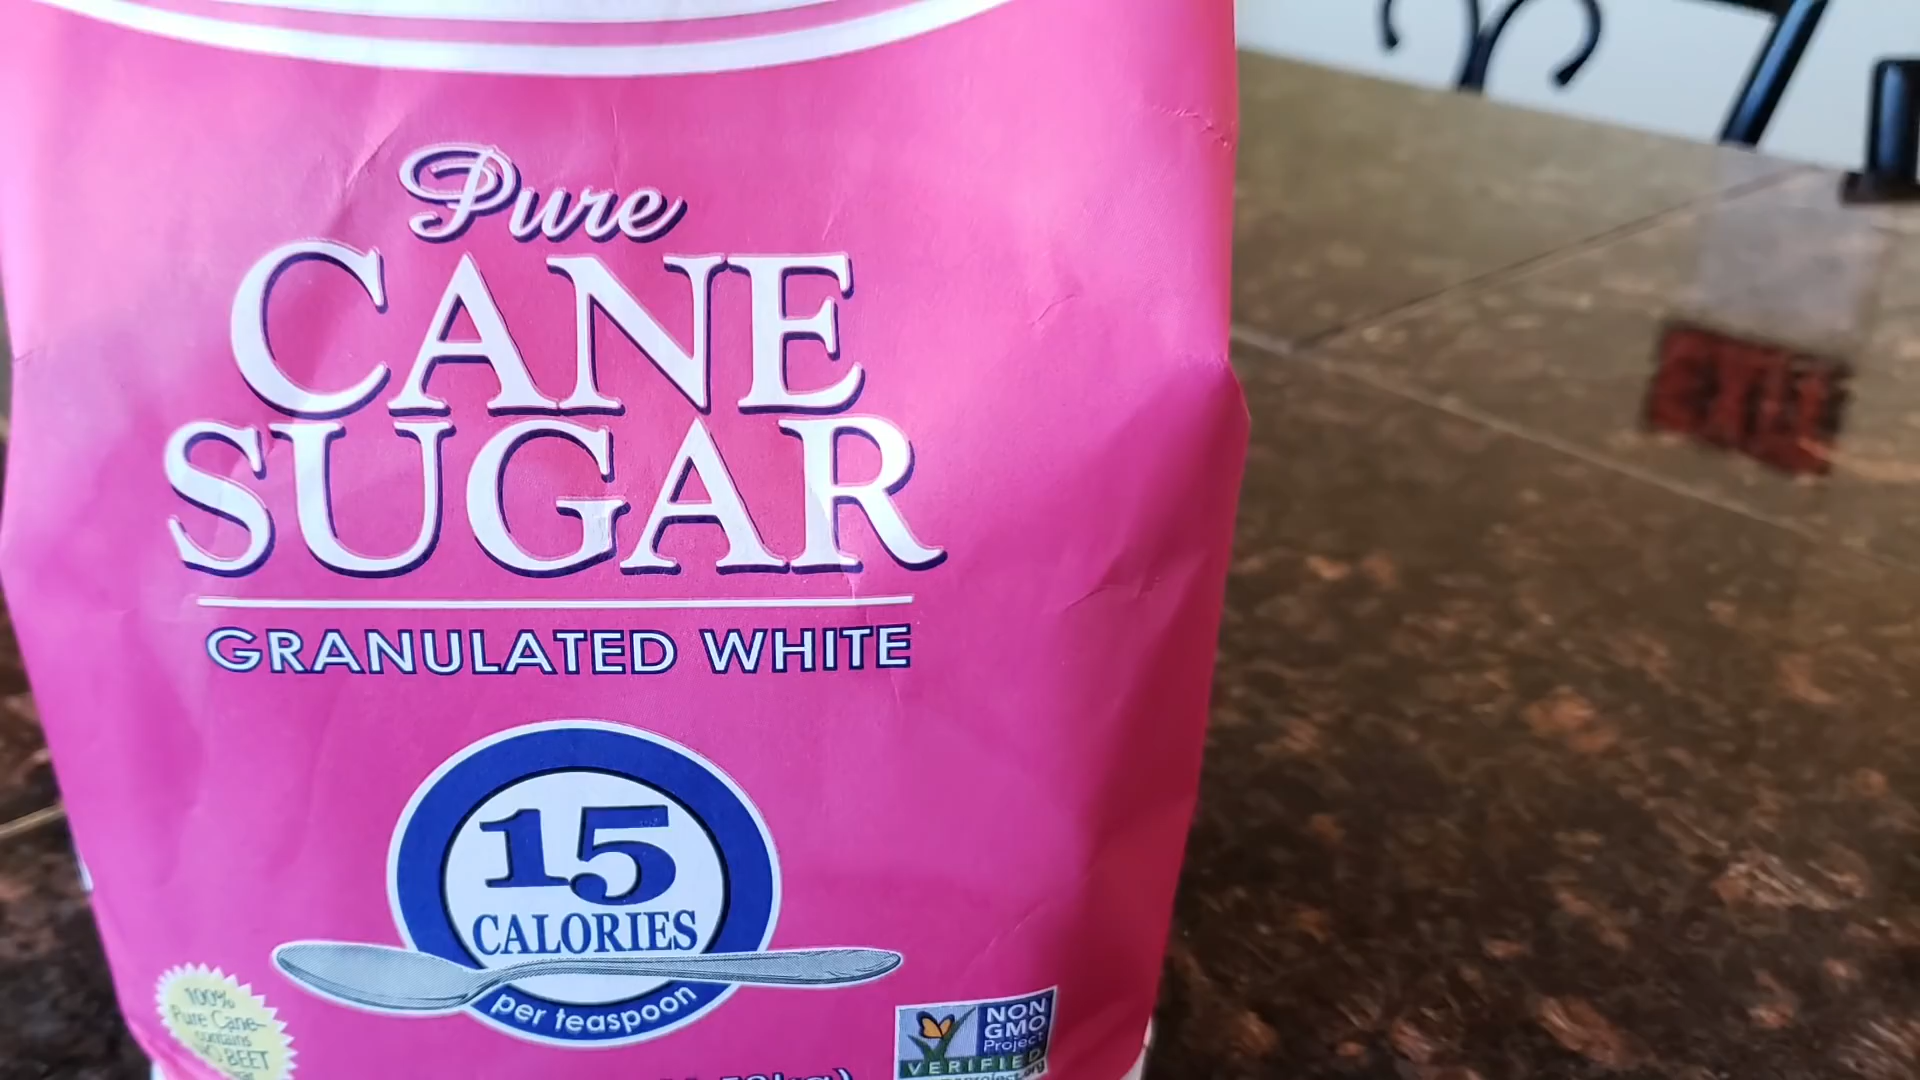 Pure
CANE
SUGAR
GRANULATED WHITE
15
CALORIES
per teaspoon
100%
Pure Cane-
contains
NO BEET
NON
GMO
Project
VERIFIED